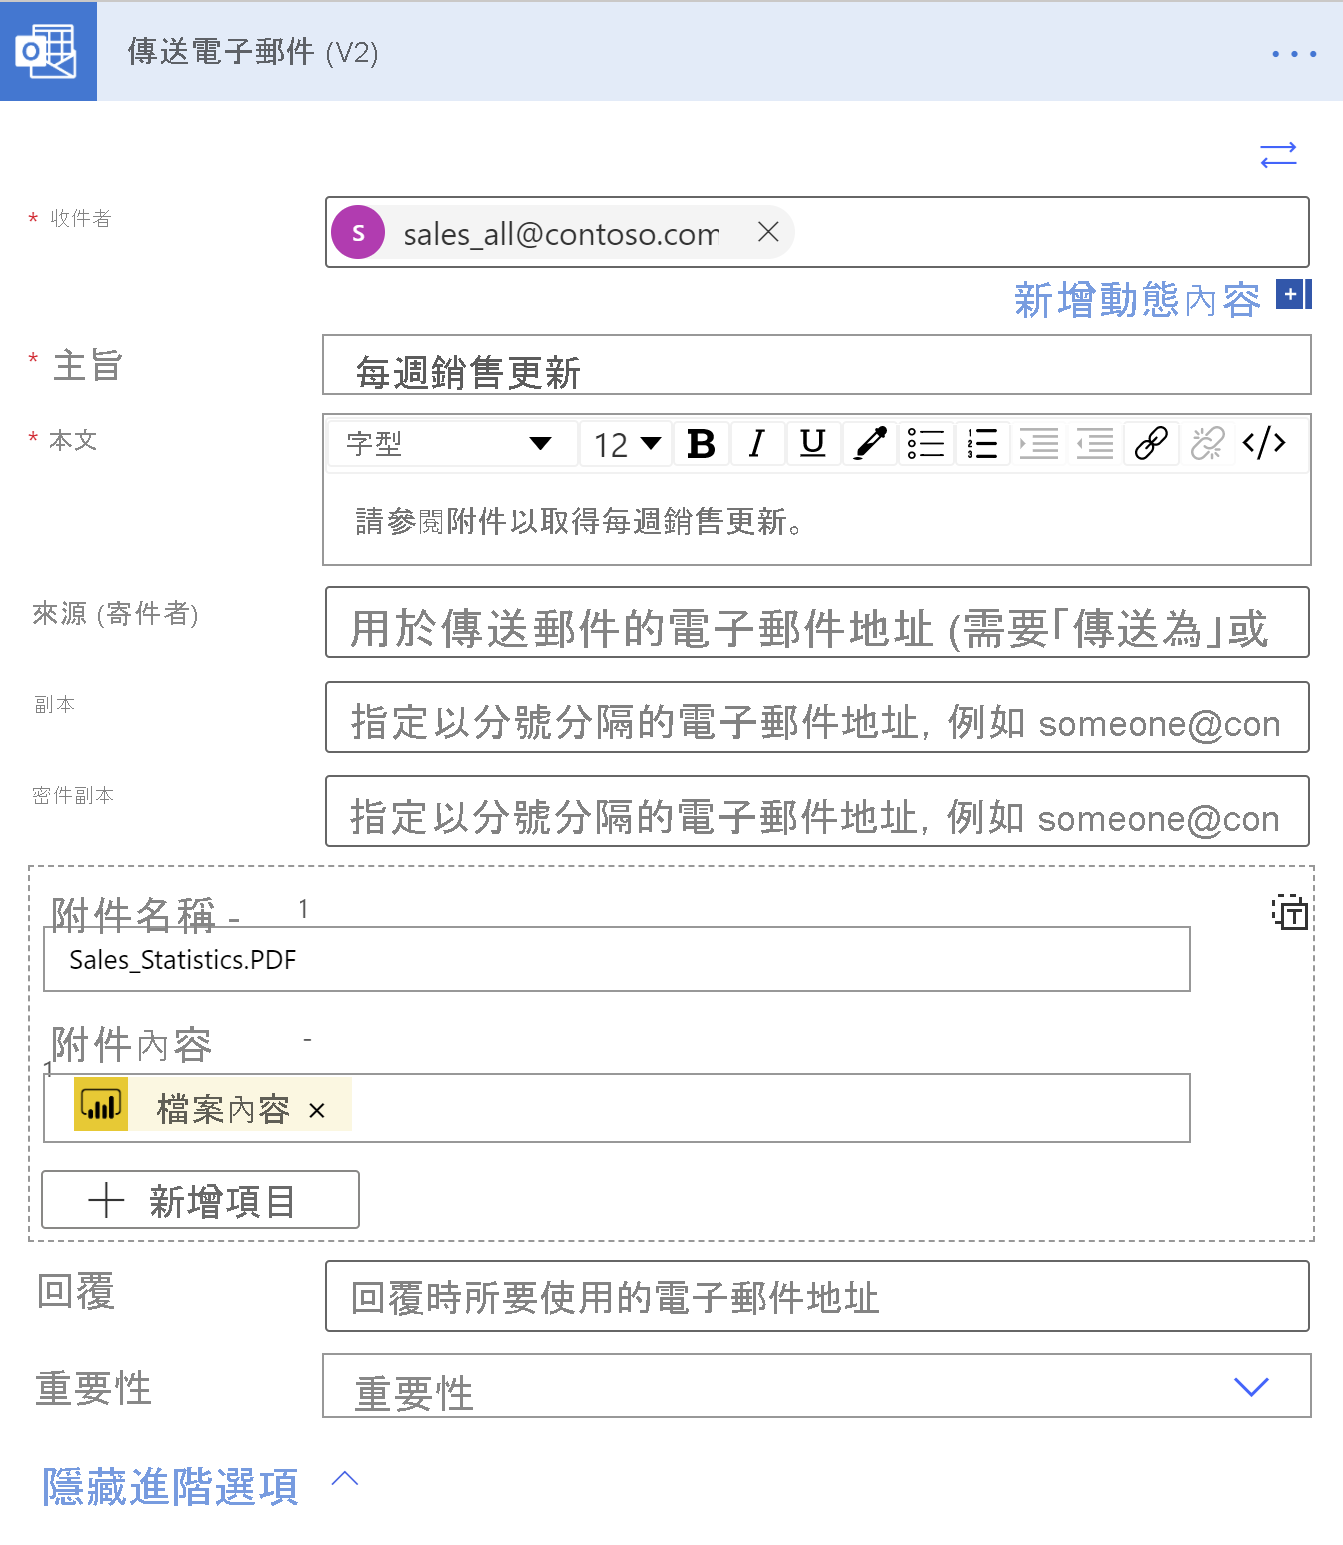 傳送電子郵件 (V2)
* 收件者
S sales_all@contoso.com
新增動態內容
* 主旨
每週銷售更新
* 本文
字型 12 B I U
請參閱附件以取得每週銷售更新。
來源 (寄件者)
用於傳送郵件的電子郵件地址 (需要「傳送為」或
副本
指定以分號分隔的電子郵件地址, 例如 someone@con
密件副本
指定以分號分隔的電子郵件地址, 例如 someone@con
附件名稱 - 1
Sales_Statistics.PDF
附件內容 -
1
檔案內容 ×
新增項目
回覆
回覆時所要使用的電子郵件地址
重要性
重要性
隱藏進階選項